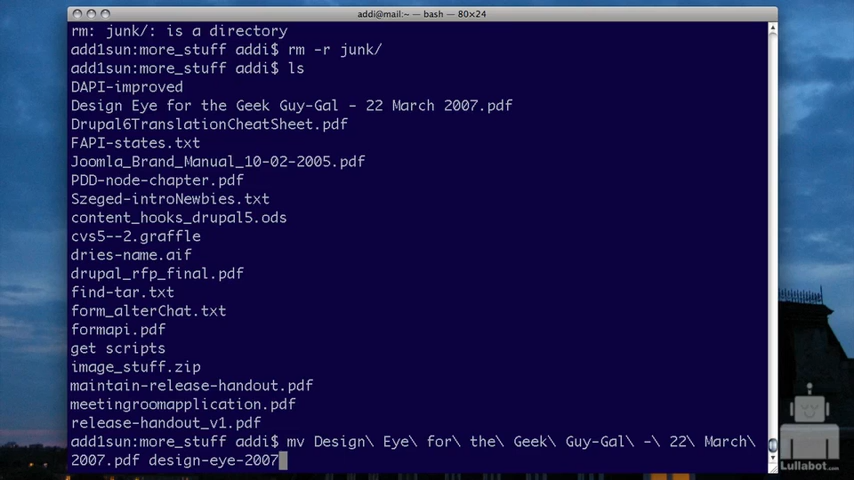 addi@mail:~ — bash — 80×24
rm: junk/: is a directory
add1sun:more_stuff addi$ rm -r junk/
add1sun:more_stuff addi$ ls
DAPI-improved
Design Eye for the Geek Guy-Gal - 22 March 2007.pdf
Drupal6TranslationCheatSheet.pdf
FAPI-states.txt
Joomla_Brand_Manual_10-02-2005.pdf
PDD-node-chapter.pdf
Szeged-introNewbies.txt
content_hooks_drupal5.ods
cvs5--2.graffle
dries-name.aif
drupal_rfp_final.pdf
find-tar.txt
form_alterChat.txt
formapi.pdf
get scripts
image_stuff.zip
maintain-release-handout.pdf
meetingroomapplication.pdf
release-handout_v1.pdf
add1sun:more_stuff addi$ mv Design\ Eye\ for\ the\ Geek\ Guy-Gal\ -\ 22\ March\
2007.pdf design-eye-2007
Lullabot